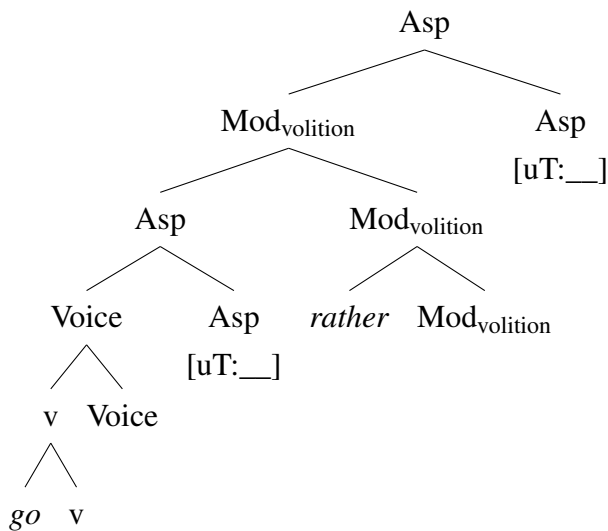 Asp
Mod_volition Asp
[uT:__]
Asp Mod_volition
Voice Asp rather Mod_volition
[uT:__]
v Voice
go v